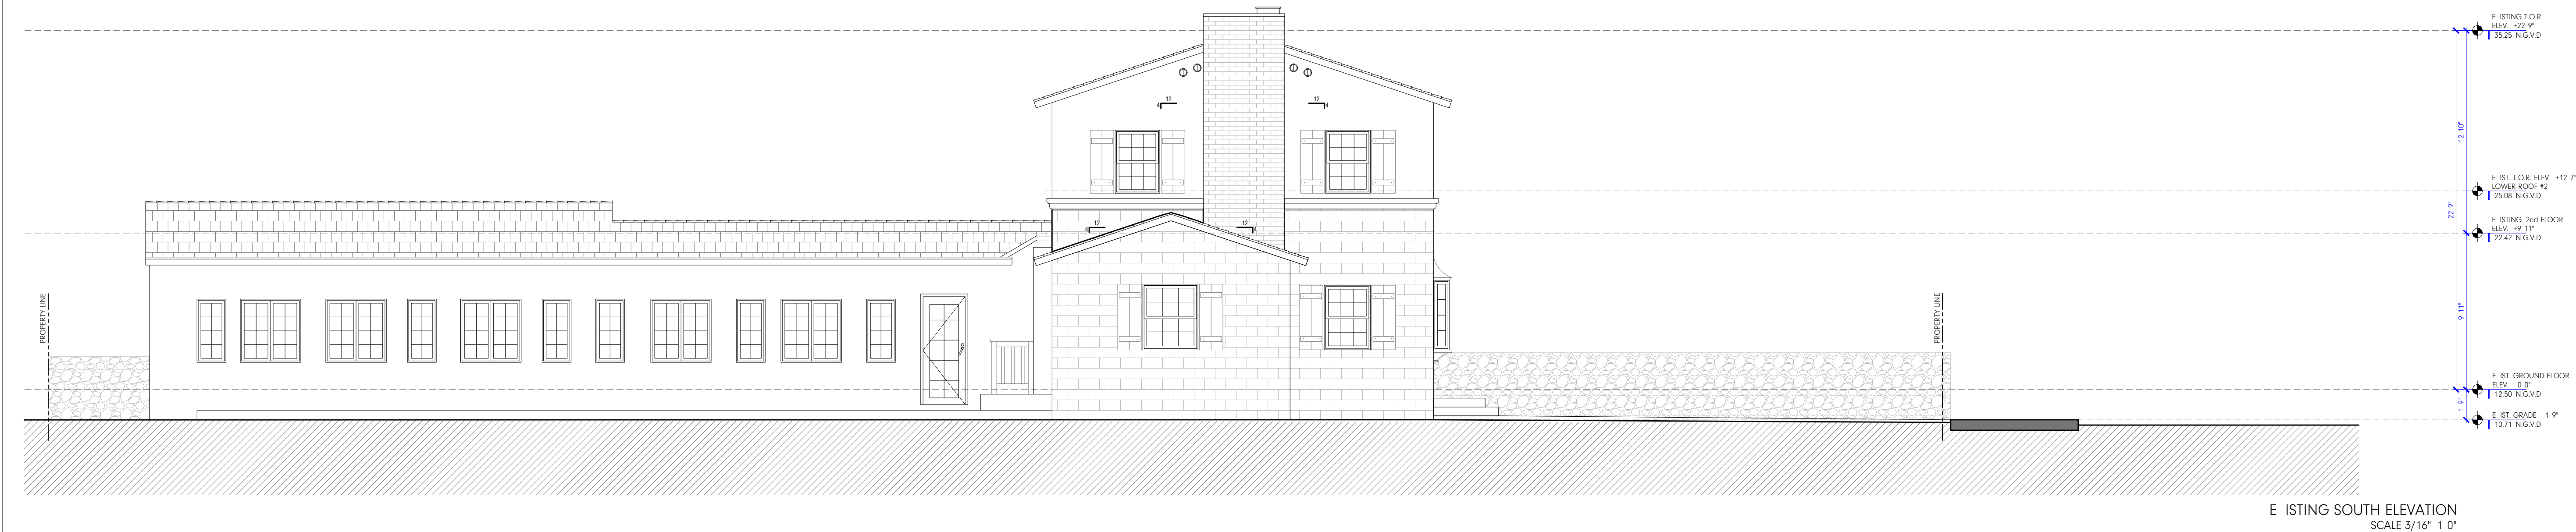 E ISTING T.O.R.
ELEV. +22 9"
35.25 N.G.V.D
12
4
12
4
12 10"
E IST. T.O.R. ELEV. +12 7"
LOWER ROOF #2
25.08 N.G.V.D
22 9"
E ISTING. 2nd FLOOR
ELEV. +9 11"
22.42 N.G.V.D
12
4
12
4
PROPERTY LINE
PROPERTY LINE
9 11"
E IST. GROUND FLOOR
ELEV. 0 0"
12.50 N.G.V.D
1 9"
E IST. GRADE 1 9"
10.71 N.G.V.D
E ISTING SOUTH ELEVATION
SCALE 3/16" 1 0"